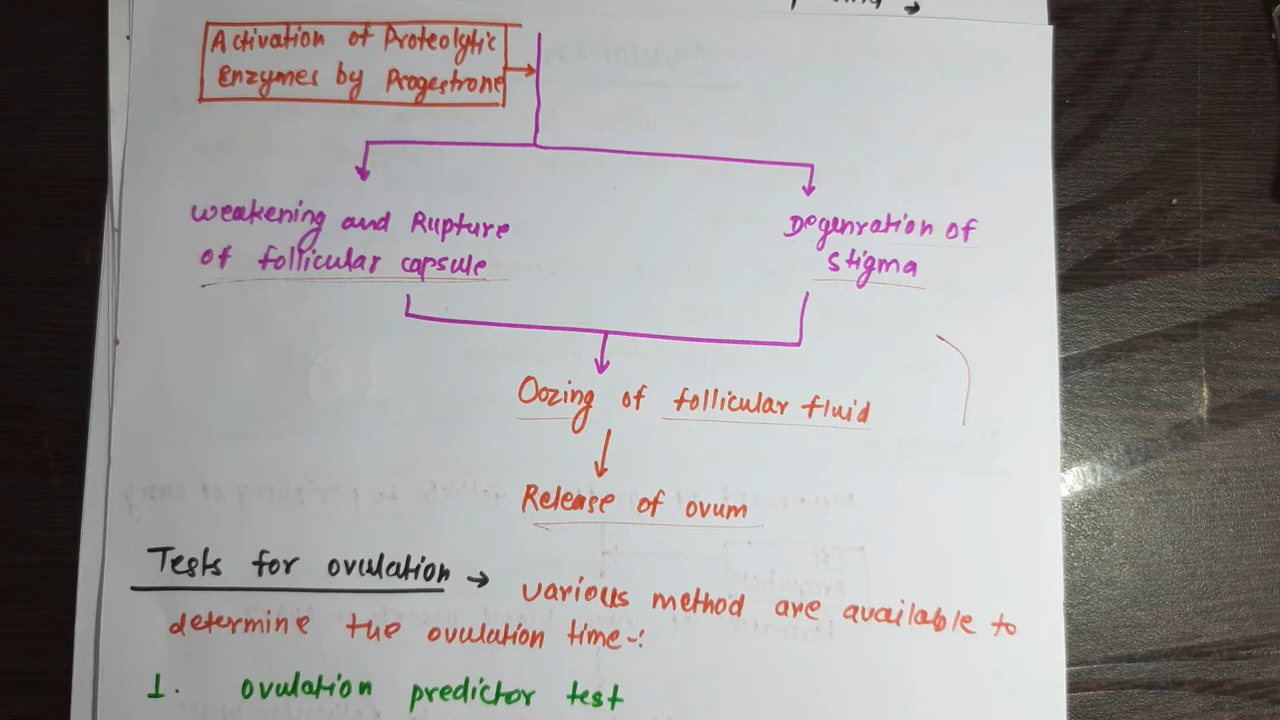 Activation of Proteolytic
Enzymes by Progestrone
weakening and Rupture
of follicular capsule
Degenration of
stigma
Oozing of follicular fluid
Release of ovum
Tests for ovulation → various method are available to
determine the ovulation time-:
1. ovulation predictor test